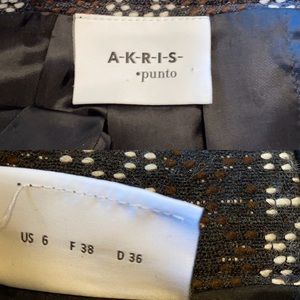 A-K-R-I-S-
•punto
US 6 F 38 D 36